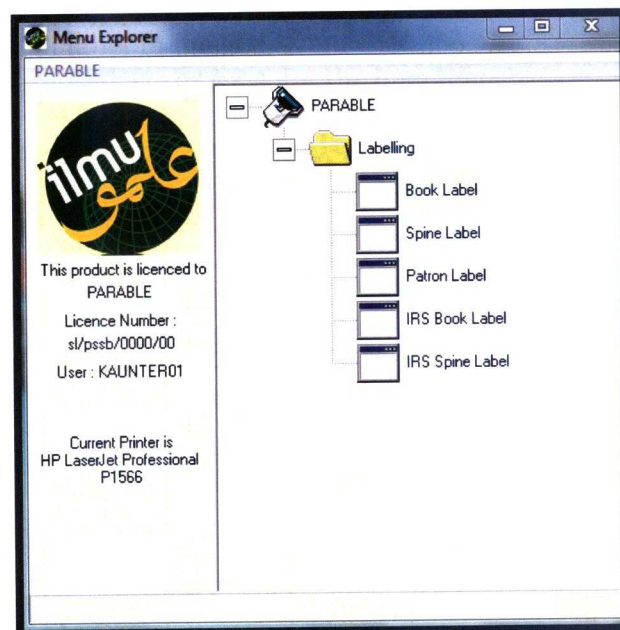 Menu Explorer
PARABLE
ilmu
علمو
This product is licenced to
PARABLE
Licence Number :
sl/pssb/0000/00
User : KAUNTER01
Current Printer is
HP LaserJet Professional
P1566
PARABLE
Labelling
Book Label
Spine Label
Patron Label
IRS Book Label
IRS Spine Label